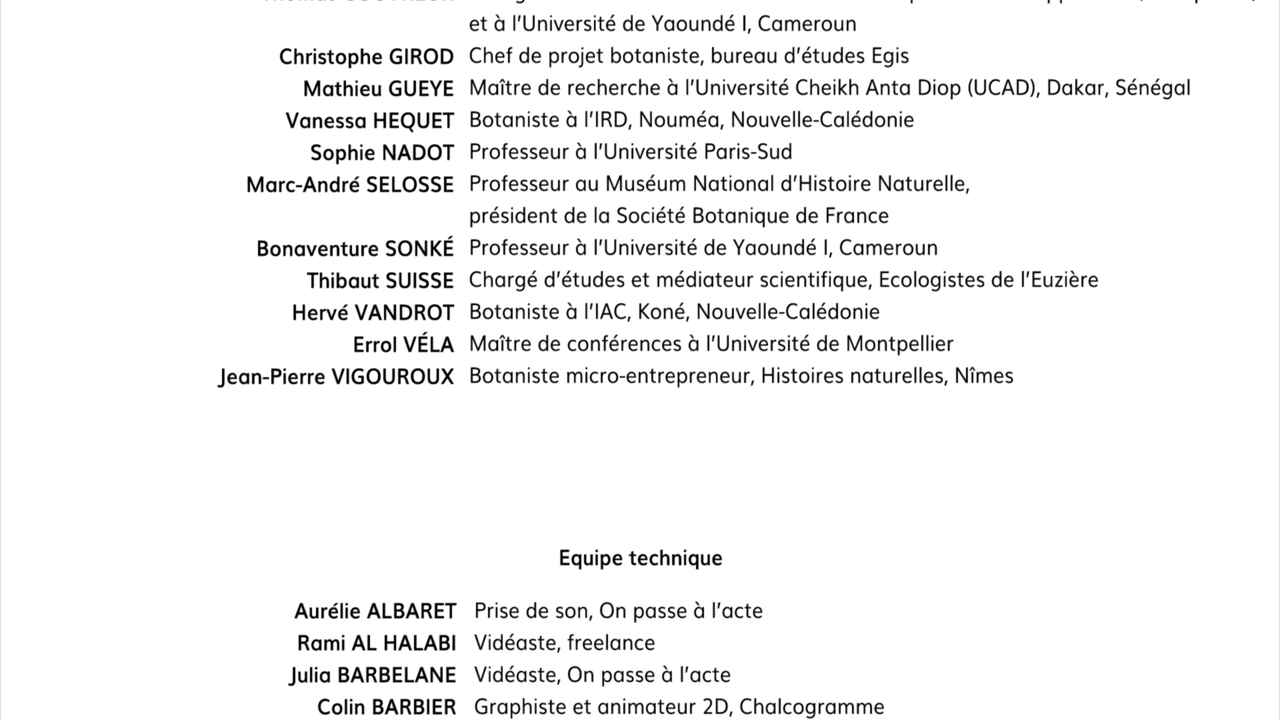 et à l'Université de Yaoundé I, Cameroun
Christophe GIROD Chef de projet botaniste, bureau d'études Egis
Mathieu GUEYE Maître de recherche à l'Université Cheikh Anta Diop (UCAD), Dakar, Sénégal
Vanessa HEQUET Botaniste à l'IRD, Nouméa, Nouvelle-Calédonie
Sophie NADOT Professeur à l'Université Paris-Sud
Marc-André SELOSSE Professeur au Muséum National d'Histoire Naturelle,
président de la Société Botanique de France
Bonaventure SONKÉ Professeur à l'Université de Yaoundé I, Cameroun
Thibaut SUISSE Chargé d'études et médiateur scientifique, Ecologistes de l'Euzière
Hervé VANDROT Botaniste à l'IAC, Koné, Nouvelle-Calédonie
Errol VÉLA Maître de conférences à l'Université de Montpellier
Jean-Pierre VIGOUROUX Botaniste micro-entrepreneur, Histoires naturelles, Nîmes
Equipe technique
Aurélie ALBARET Prise de son, On passe à l'acte
Rami AL HALABI Vidéaste, freelance
Julia BARBELANE Vidéaste, On passe à l'acte
Colin BARBIER Graphiste et animateur 2D, Chalcogramme